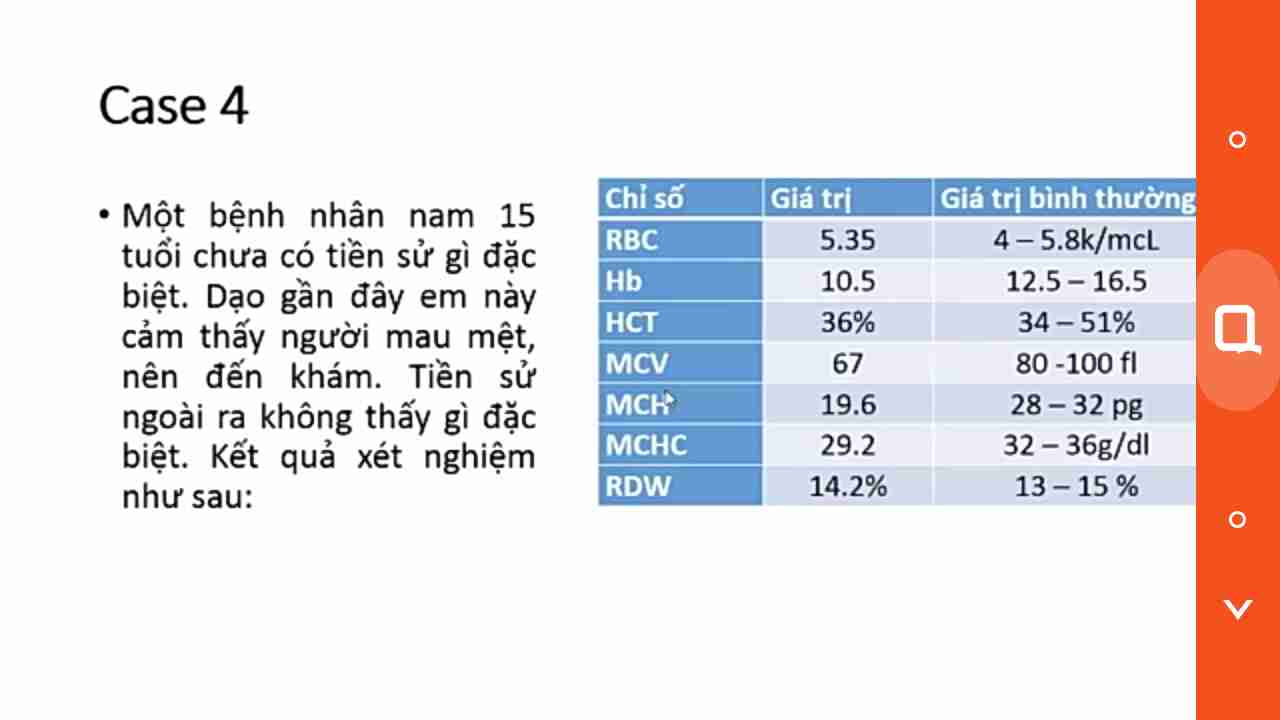 Case 4
• Một bệnh nhân nam 15
tuổi chưa có tiền sử gì đặc
biệt. Dạo gần đây em này
cảm thấy người mau mệt,
nên đến khám. Tiền sử
ngoài ra không thấy gì đặc
biệt. Kết quả xét nghiệm
như sau:
Chỉ số Giá trị Giá trị bình thường
RBC 5.35 4 – 5.8k/mcL
Hb 10.5 12.5 – 16.5
HCT 36% 34 – 51%
MCV 67 80 -100 fl
MCH 19.6 28 – 32 pg
MCHC 29.2 32 – 36g/dl
RDW 14.2% 13 – 15 %